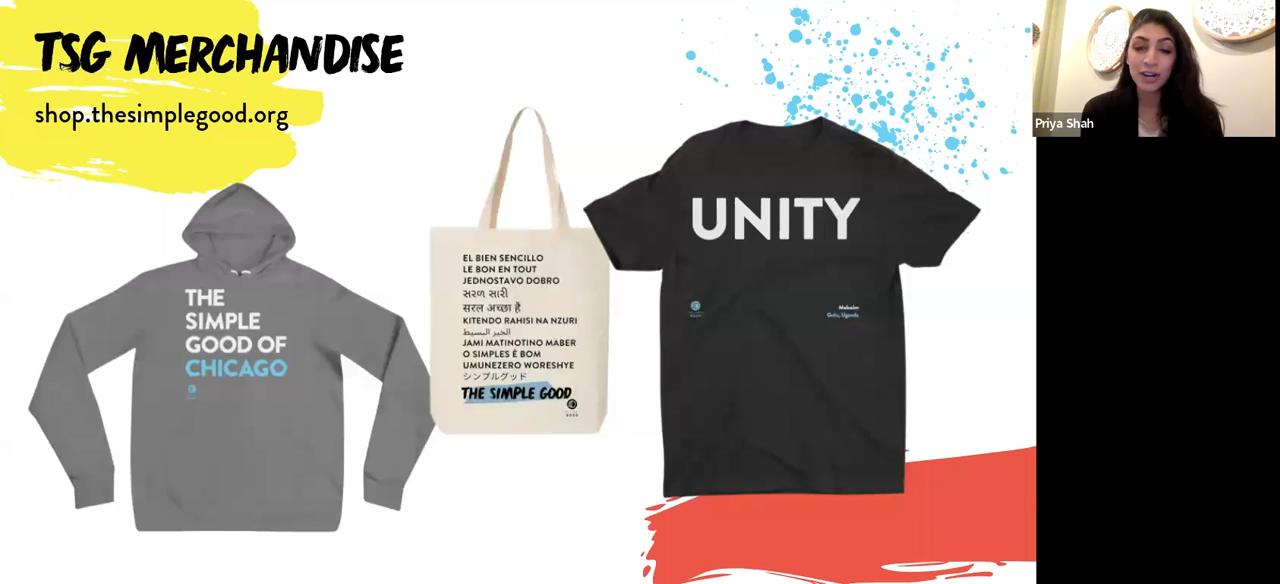 TSG MERCHANDISE
shop.thesimplegood.org
THE
SIMPLE
GOOD OF
CHICAGO
EL BIEN SENCILLO
LE BON EN TOUT
JEDNOSTAVO DOBRO
સરળ સારી
सरल अच्छा है
KITENDO RAHISI NA NZURI
الخير البسيط
JAMI MATINOTINO MABER
O SIMPLES É BOM
UMUNEZERO WORESHYE
シンプルグッド
THE SIMPLE GOOD
UNITY
Malcolm
Gulu, Uganda
Priya Shah